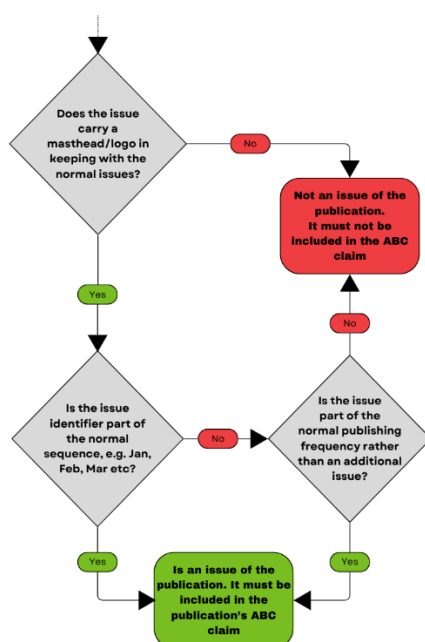 Does the issue
carry a
masthead/logo in
keeping with the
normal issues?
No
Not an issue of the
publication.
It must not be
included in the ABC
claim
Yes
No
Is the issue
identifier part of
the normal
sequence, e.g. Jan,
Feb, Mar etc?
No
Is the issue
part of the
normal publishing
frequency rather
than an additional
issue?
Yes
Is an issue of the
publication. It must be
included in the
publication's ABC
claim
Yes